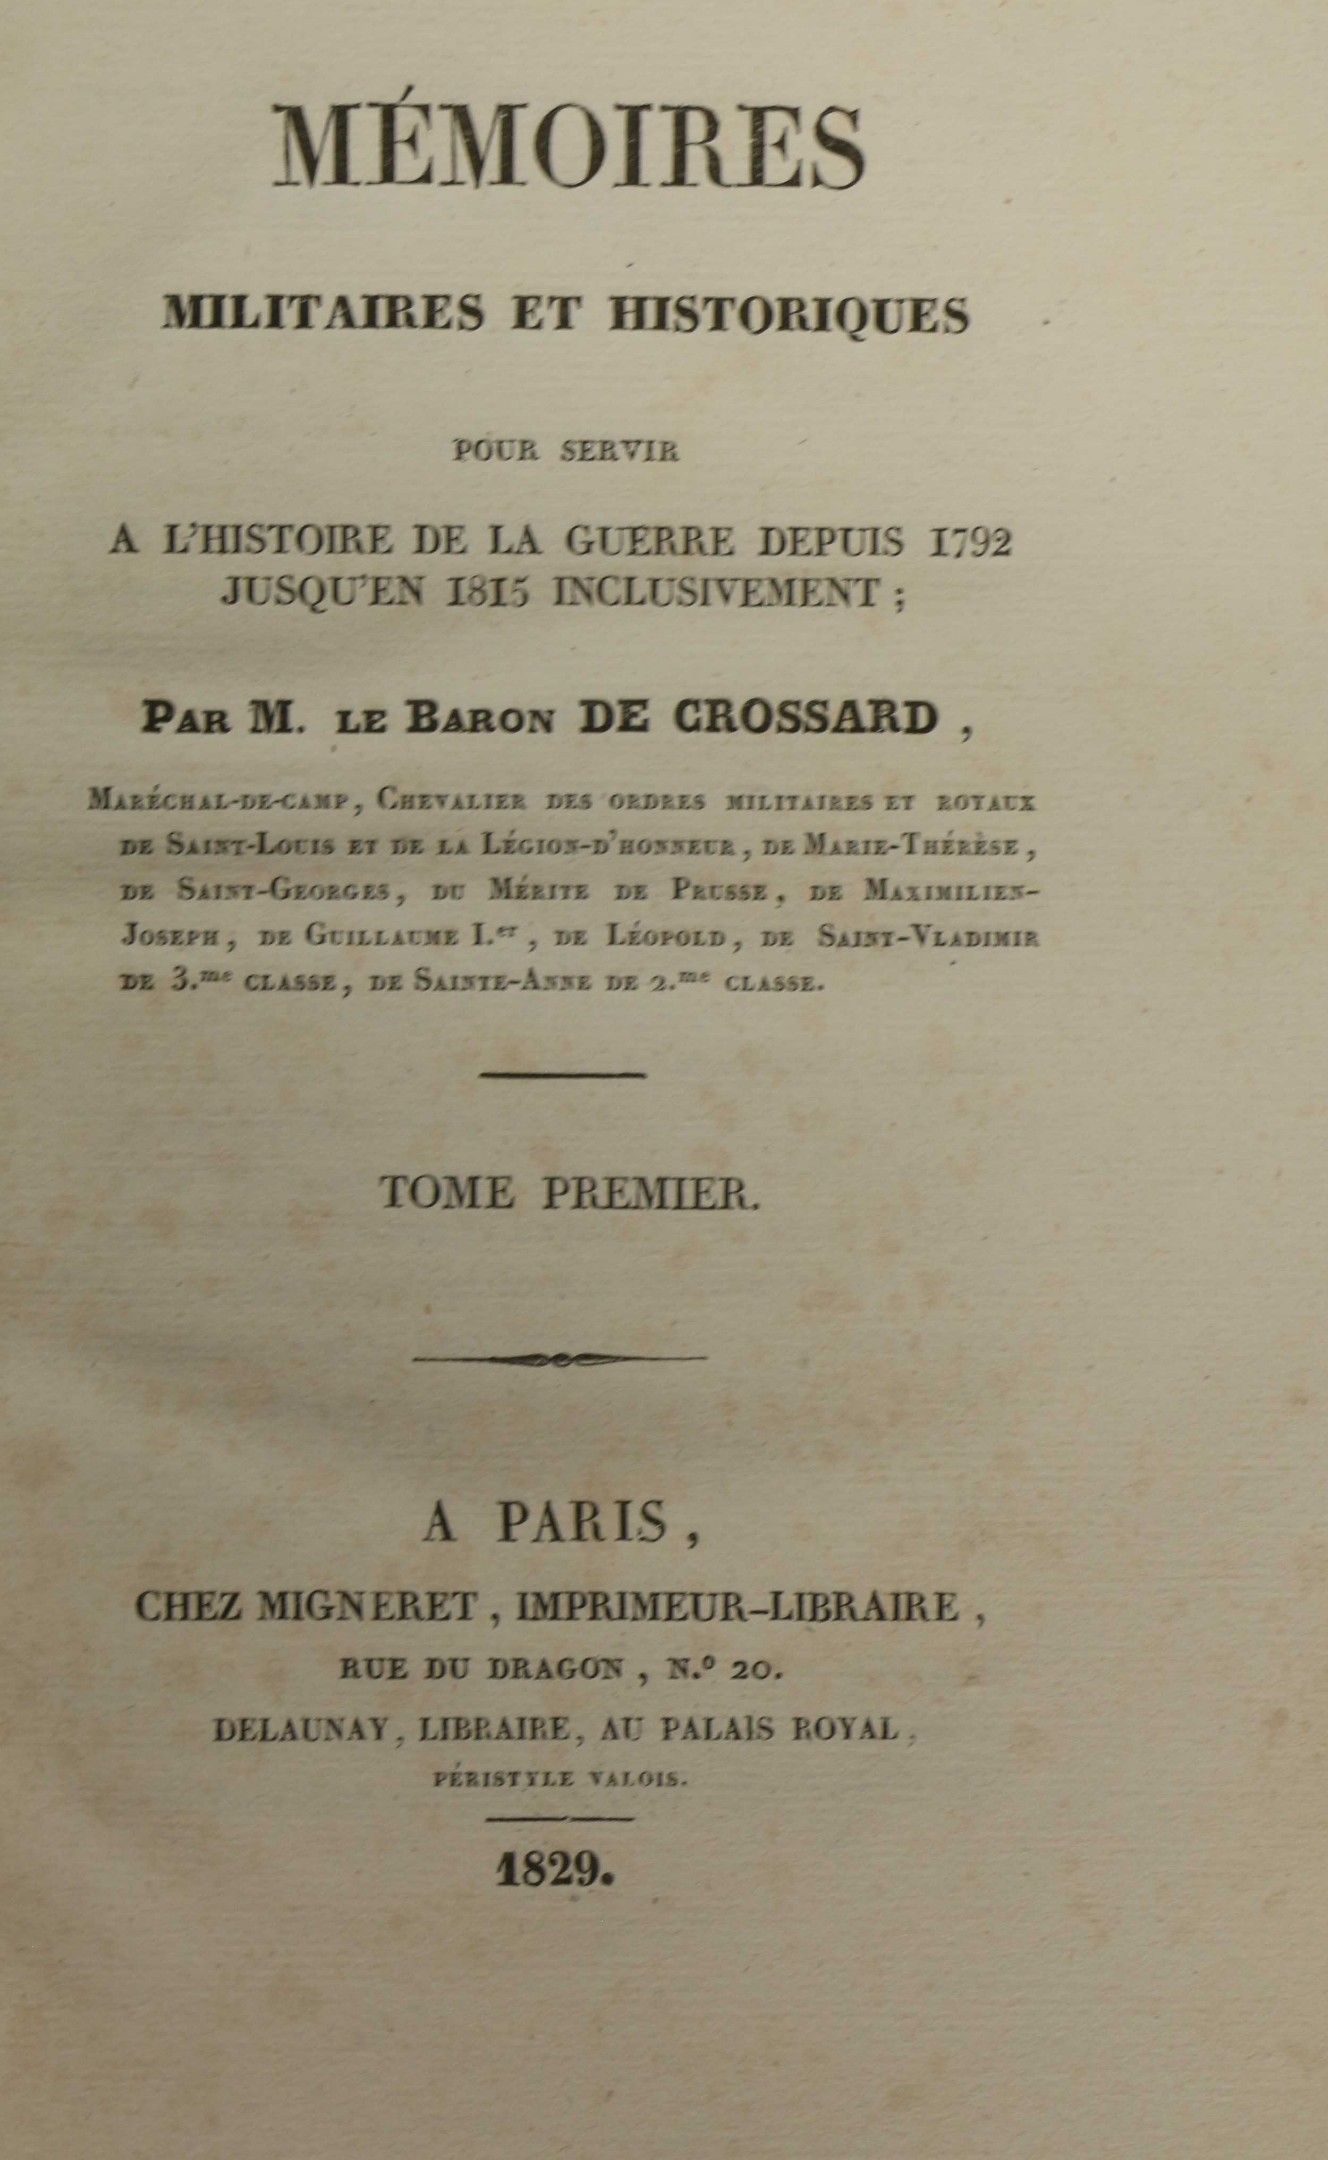 MÉMOIRES
MILITAIRES ET HISTORIQUES
POUR SERVIR
A L'HISTOIRE DE LA GUERRE DEPUIS 1792
JUSQU'EN 1815 INCLUSIVEMENT ;
PAR M. LE BARON DE CROSSARD ,
MARÉCHAL-DE-CAMP, CHEVALIER DES ORDRES MILITAIRES ET ROYAUX
DE SAINT-LOUIS ET DE LA LÉGION-D'HONNEUR, DE MARIE-THÉRÈSE ,
DE SAINT-GEORGES, DU MÉRITE DE PRUSSE, DE MAXIMILIEN-
JOSEPH, DE GUILLAUME I.er , DE LÉOPOLD, DE SAINT-VLADIMIR
DE 3.me CLASSE, DE SAINTE-ANNE DE 2.me CLASSE.
TOME PREMIER.
A PARIS ,
CHEZ MIGNERET , IMPRIMEUR-LIBRAIRE ,
RUE DU DRAGON , N.º 20.
DELAUNAY, LIBRAIRE, AU PALAIS ROYAL,
PÉRISTYLE VALOIS.
1829.